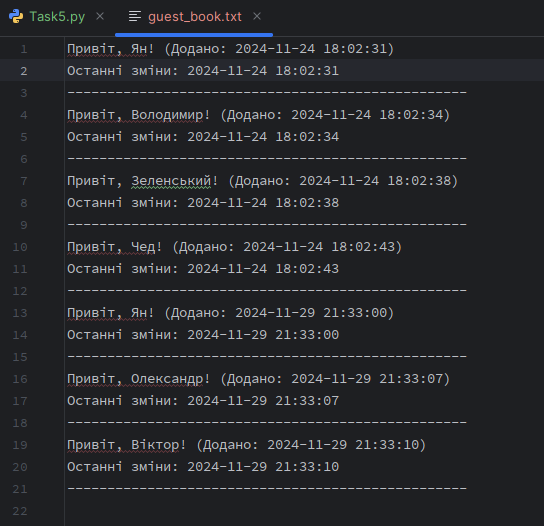 Task5.py guest_book.txt
1 Привіт, Ян! (Додано: 2024-11-24 18:02:31)
2 Останні зміни: 2024-11-24 18:02:31
3 --------------------------------------------------
4 Привіт, Володимир! (Додано: 2024-11-24 18:02:34)
5 Останні зміни: 2024-11-24 18:02:34
6 --------------------------------------------------
7 Привіт, Зеленський! (Додано: 2024-11-24 18:02:38)
8 Останні зміни: 2024-11-24 18:02:38
9 --------------------------------------------------
10 Привіт, Чед! (Додано: 2024-11-24 18:02:43)
11 Останні зміни: 2024-11-24 18:02:43
12 --------------------------------------------------
13 Привіт, Ян! (Додано: 2024-11-29 21:33:00)
14 Останні зміни: 2024-11-29 21:33:00
15 --------------------------------------------------
16 Привіт, Олександр! (Додано: 2024-11-29 21:33:07)
17 Останні зміни: 2024-11-29 21:33:07
18 --------------------------------------------------
19 Привіт, Віктор! (Додано: 2024-11-29 21:33:10)
20 Останні зміни: 2024-11-29 21:33:10
21 --------------------------------------------------
22